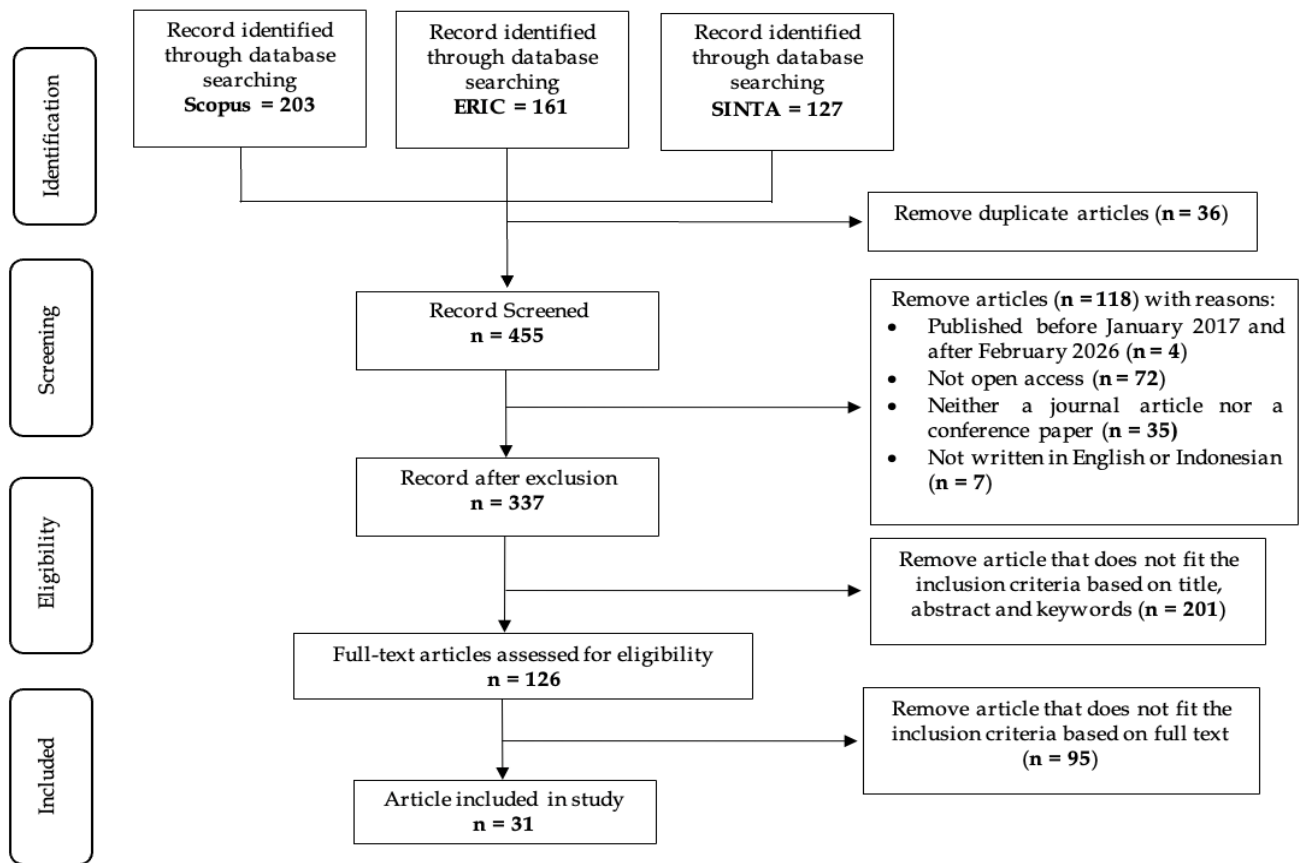 Record identified
through database
searching
Scopus = 203
Record identified
through database
searching
ERIC = 161
Record identified
through database
searching
SINTA = 127
Identification
Remove duplicate articles (n = 36)
Screening
Record Screened
n = 455
Remove articles (n = 118) with reasons:
• Published before January 2017 and
after February 2026 (n = 4)
• Not open access (n = 72)
• Neither a journal article nor a
conference paper (n = 35)
• Not written in English or Indonesian
(n = 7)
Record after exclusion
n = 337
Eligibility
Remove article that does not fit the
inclusion criteria based on title,
abstract and keywords (n = 201)
Full-text articles assessed for eligibility
n = 126
Included
Remove article that does not fit the
inclusion criteria based on full text
(n = 95)
Article included in study
n = 31